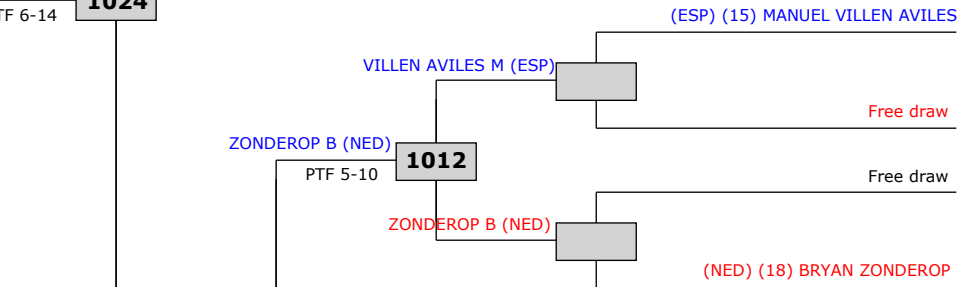 1024
TF 6-14
(ESP) (15) MANUEL VILLEN AVILES
VILLEN AVILES M (ESP)
Free draw
ZONDEROP B (NED)
1012
PTF 5-10
Free draw
ZONDEROP B (NED)
(NED) (18) BRYAN ZONDEROP